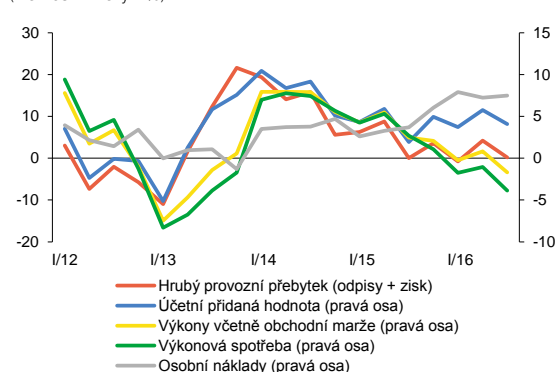 30 15
20 10
10 5
0 0
-10 -5
-20 -10
I/12 I/13 I/14 I/15 I/16
Hrubý provozní přebytek (odpisy + zisk)
Účetní přidaná hodnota (pravá osa)
Výkony včetně obchodní marže (pravá osa)
Výkonová spotřeba (pravá osa)
Osobní náklady (pravá osa)